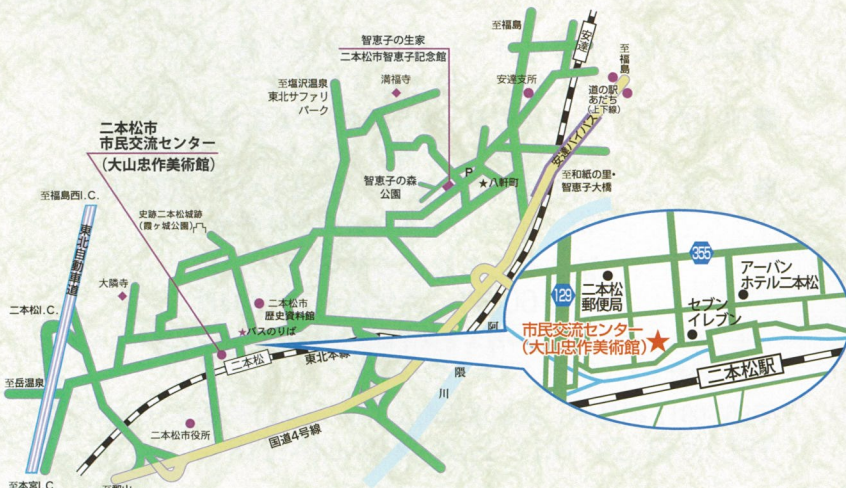 至福島
安達
至福島
智恵子の生家
二本松市智恵子記念館
至塩沢温泉
東北サファリ
パーク
満福寺
安達支所
道の駅
あだち
(上下線)
二本松市
市民交流センター
(大山忠作美術館)
安達バイパス
P
★八軒町
至和紙の里・
智恵子大橋
智恵子の森
公園
至福島西I.C.
東北自動車道
史跡二本松城跡
(霞ヶ城公園)
大隣寺
二本松I.C.
二本松市
歴史資料館
★バスのりば
二本松
東北本線
阿
隈
川
至岳温泉
二本松市役所
国道4号線
至本宮I.C.
355
129
二本松
郵便局
アーバン
ホテル二本松
セブン
イレブン
市民交流センター
(大山忠作美術館)★
二本松駅